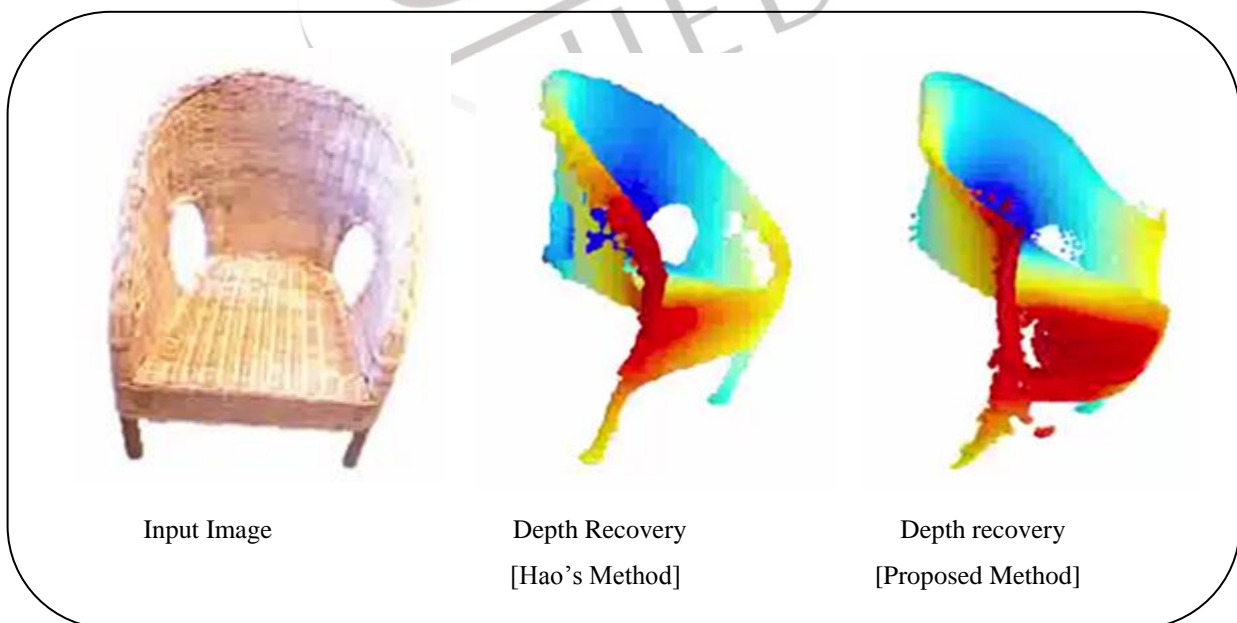 Input Image
Depth Recovery
[Hao’s Method]
Depth recovery
[Proposed Method]